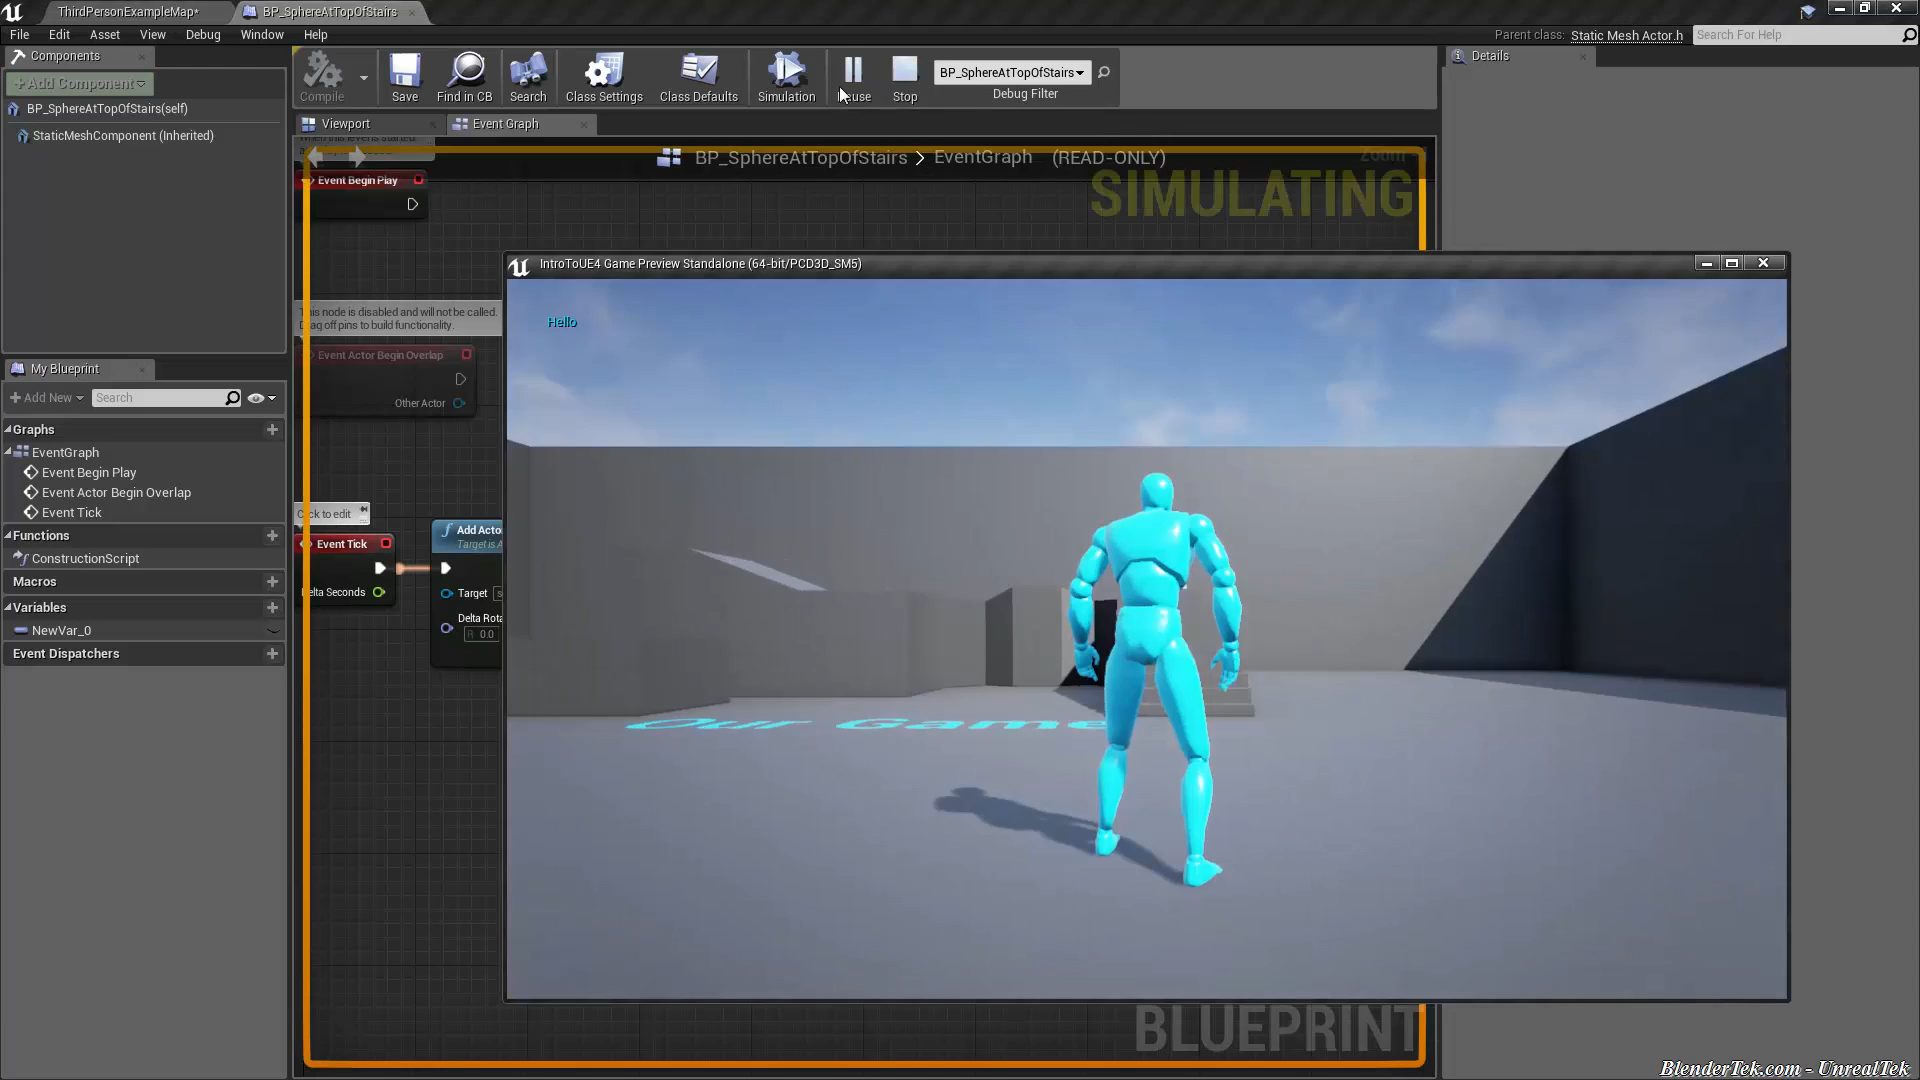 ThirdPersonExampleMap*
BP_SphereAtTopOfStairs
File Edit Asset View Debug Window Help
Parent class: Static Mesh Actor.h
Search For Help
Components
Details
+Add Component
Compile
Save
Find in CB
Search
Class Settings
Class Defaults
Simulation
Stop
BP_SphereAtTopOfStairs
Debug Filter
BP_SphereAtTopOfStairs(self)
StaticMeshComponent (Inherited)
Viewport
Event Graph
BP_SphereAtTopOfStairs > EventGraph (READ-ONLY)
Zoom
SIMULATING
Event Begin Play
IntroToUE4 Game Preview Standalone (64-bit/PCD3D_SM5)
Hello
This node is disabled and will not be called.
Drag off pins to build functionality.
Event Actor Begin Overlap
Other Actor
My Blueprint
+ Add New
Search
Graphs
EventGraph
Event Begin Play
Event Actor Begin Overlap
Event Tick
Functions
ConstructionScript
Macros
Variables
NewVar_0
Event Dispatchers
Click to edit
Event Tick
Delta Seconds
Add Acto
Target is A
Target
Delta Rota
R 0.0
Our Game
BLUEPRINT
BlenderTek.com - UnrealTek